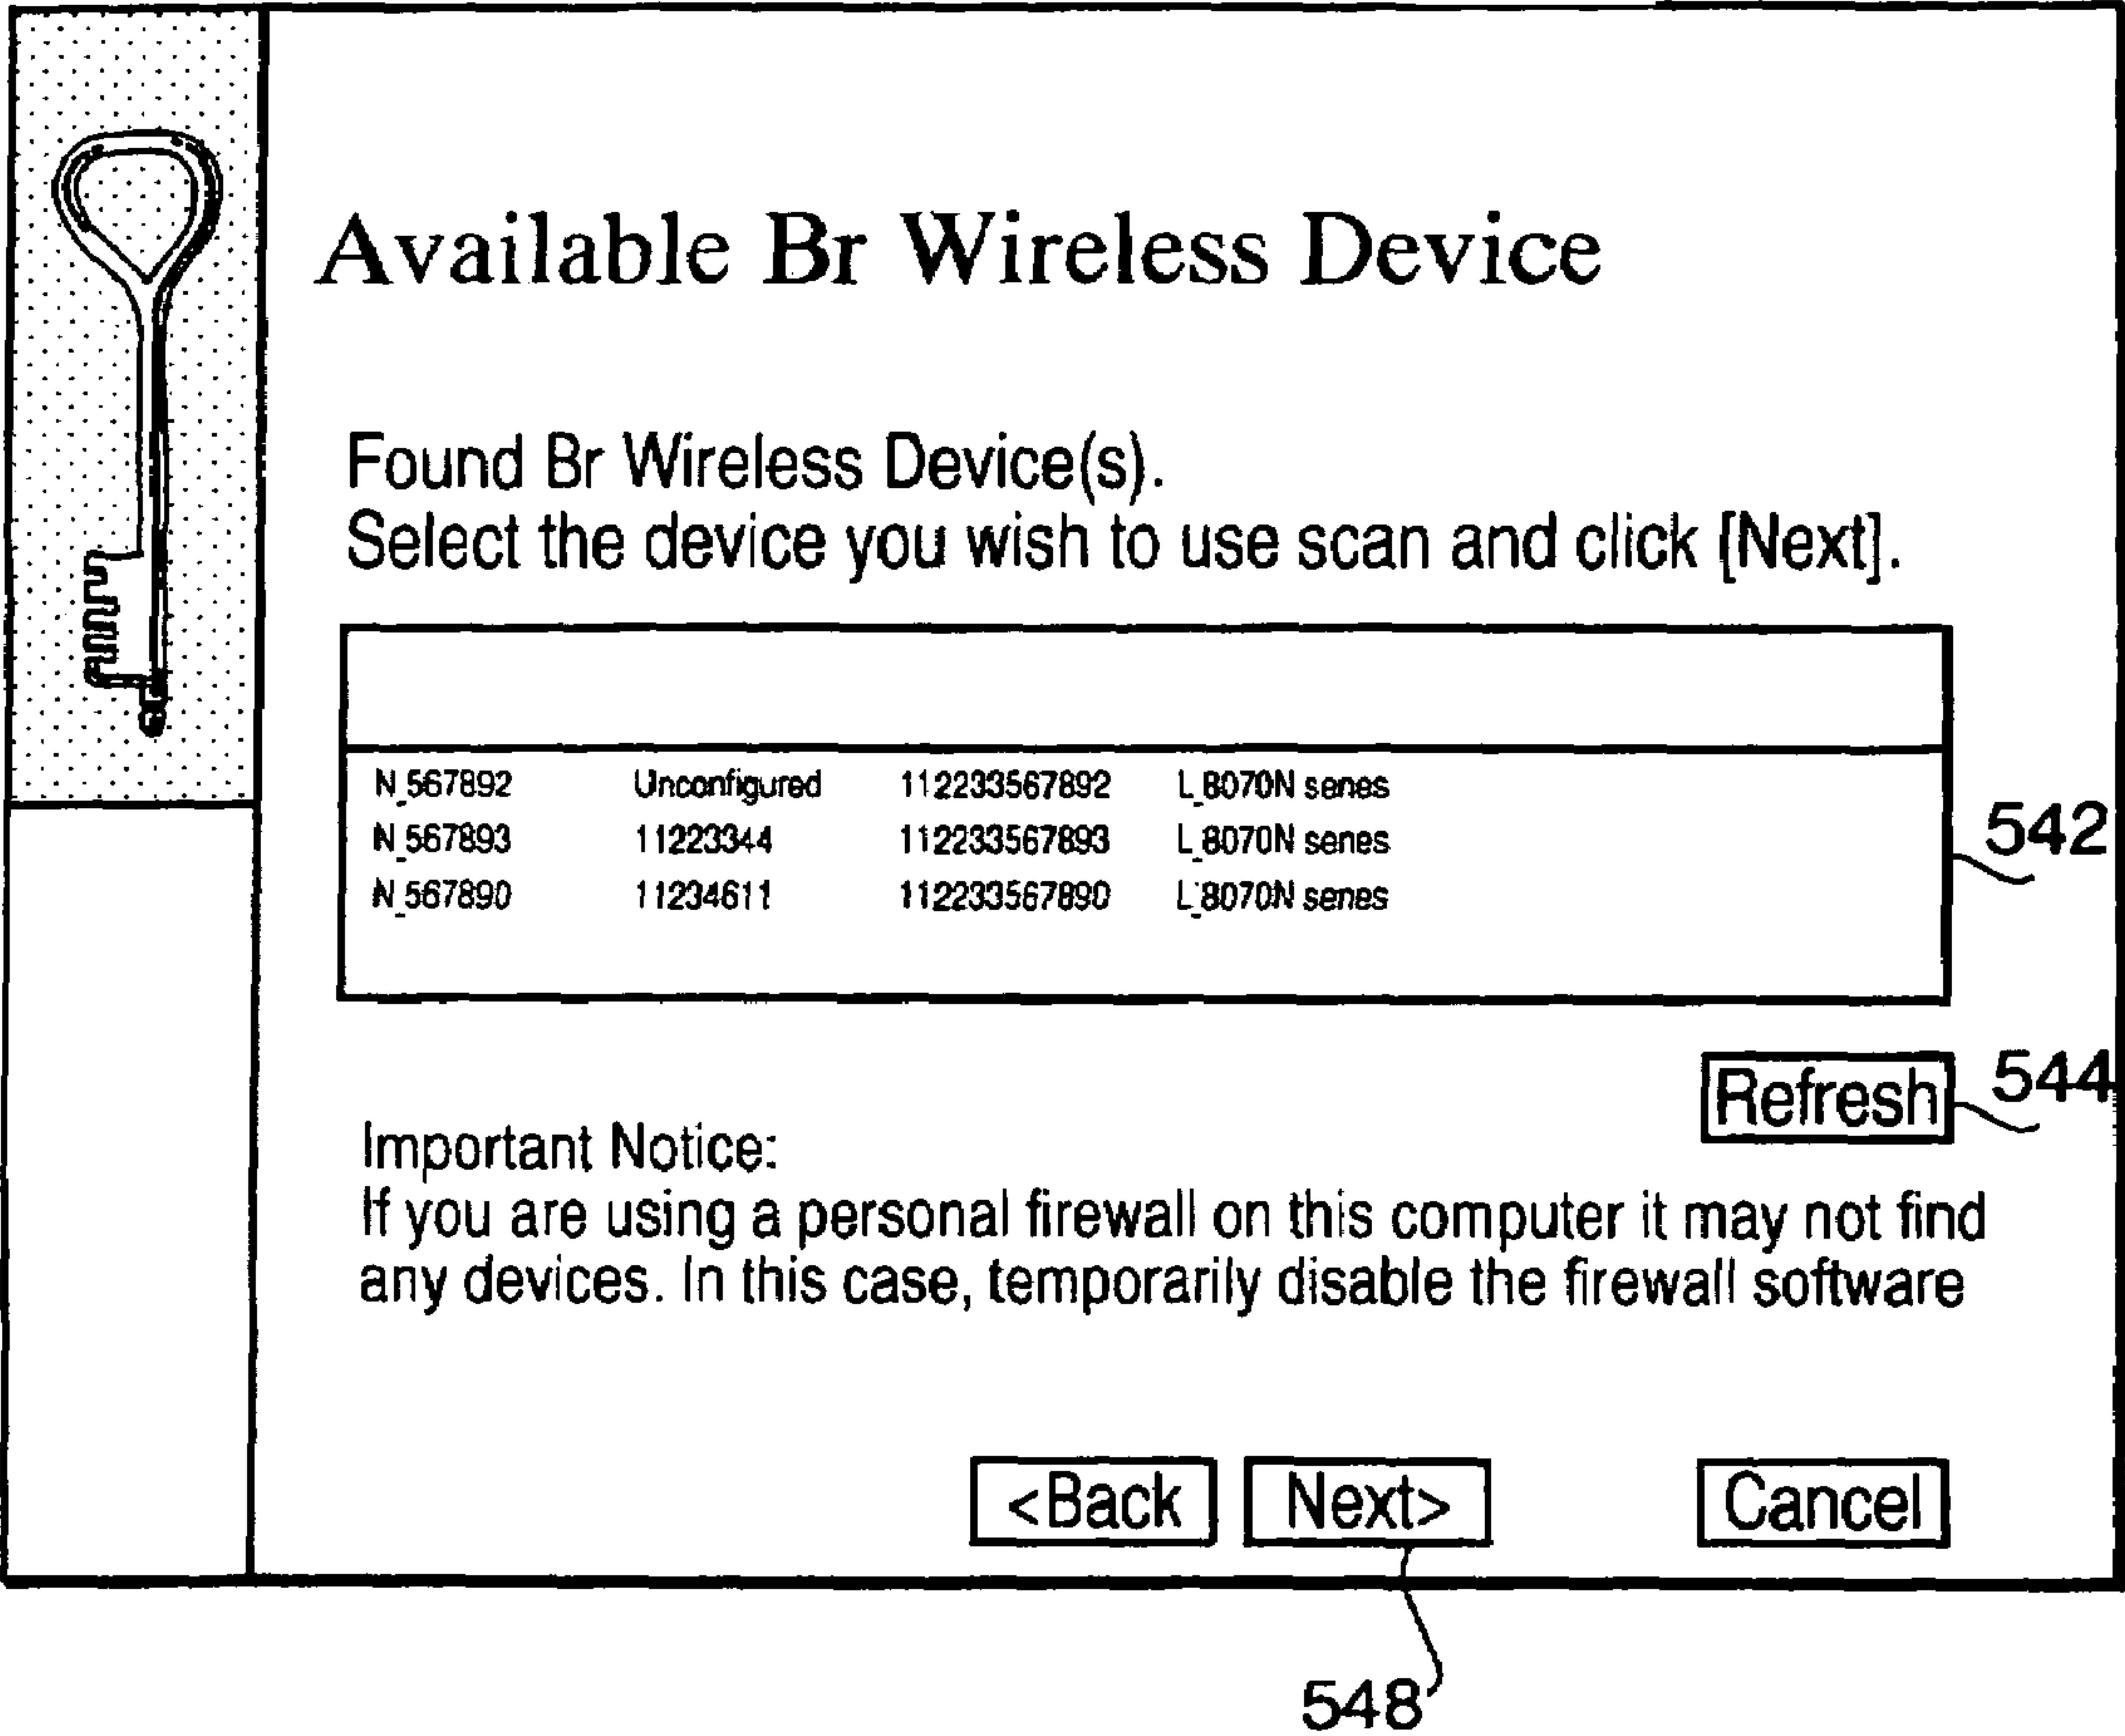 Available Br Wireless Device
Found Br Wireless Device(s).
Select the device you wish to use scan and click [Next].
N_567892 Unconfigured 112233567892 L_8070N senes
N_567893 11223344 112233567893 L_8070N senes
N_567890 11234611 112233567890 L_8070N senes
542
Refresh 544
Important Notice:
If you are using a personal firewall on this computer it may not find
any devices. In this case, temporarily disable the firewall software
<Back Next> Cancel
548